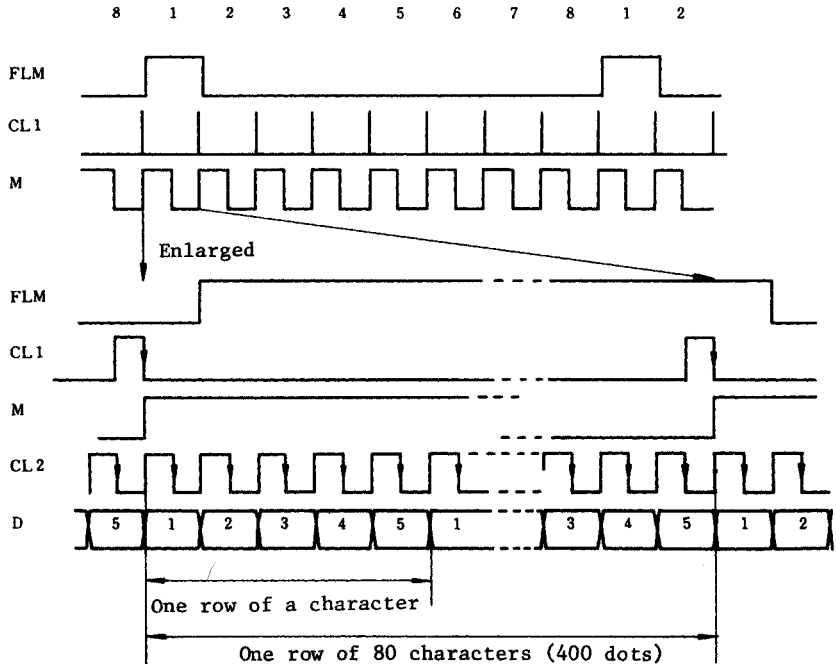 8 1 2 3 4 5 6 7 8 1 2
FLM
CL1
M
Enlarged
FLM
CL1
M
CL2
D 5 1 2 3 4 5 1 3 4 5 1 2
One row of a character
One row of 80 characters (400 dots)